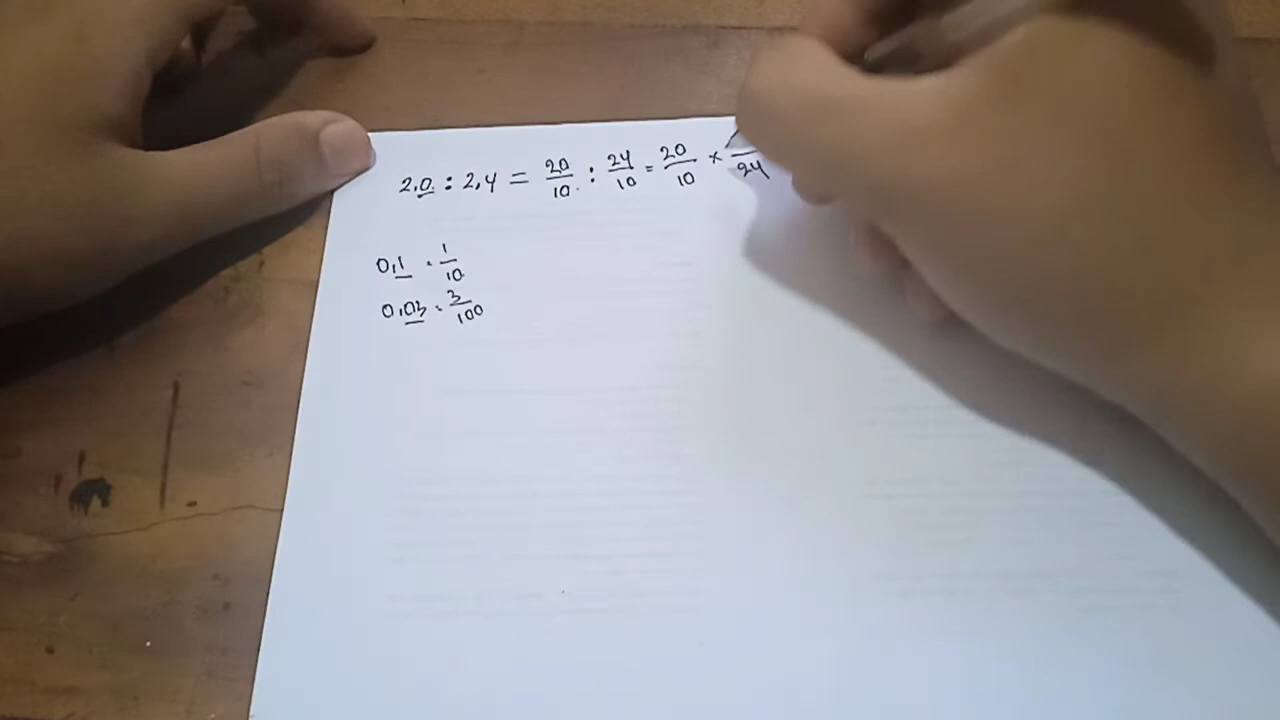 2,0 : 2,4 = 20/10 : 24/10 = 20/10 × /24
0,1 = 1/10
0,03 = 3/100